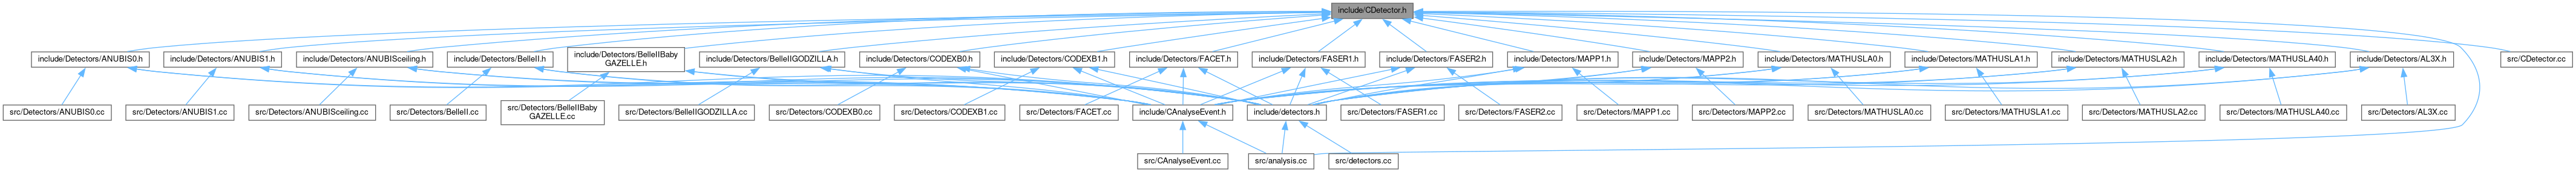 include/CDetector.h
include/Detectors/ANUBIS0.h
include/Detectors/ANUBIS1.h
include/Detectors/ANUBISceiling.h
include/Detectors/BelleII.h
include/Detectors/BelleIIBaby
GAZELLE.h
include/Detectors/BelleIIGODZILLA.h
include/Detectors/CODEXB0.h
include/Detectors/CODEXB1.h
include/Detectors/FACET.h
include/Detectors/FASER1.h
include/Detectors/FASER2.h
include/Detectors/MAPP1.h
include/Detectors/MAPP2.h
include/Detectors/MATHUSLA0.h
include/Detectors/MATHUSLA1.h
include/Detectors/MATHUSLA2.h
include/Detectors/MATHUSLA40.h
include/Detectors/AL3X.h
src/CDetector.cc
src/Detectors/ANUBIS0.cc
src/Detectors/ANUBIS1.cc
src/Detectors/ANUBISceiling.cc
src/Detectors/BelleII.cc
src/Detectors/BelleIIBaby
GAZELLE.cc
src/Detectors/BelleIIGODZILLA.cc
src/Detectors/CODEXB0.cc
src/Detectors/CODEXB1.cc
src/Detectors/FACET.cc
include/CAnalyseEvent.h
include/detectors.h
src/Detectors/FASER1.cc
src/Detectors/FASER2.cc
src/Detectors/MAPP1.cc
src/Detectors/MAPP2.cc
src/Detectors/MATHUSLA0.cc
src/Detectors/MATHUSLA1.cc
src/Detectors/MATHUSLA2.cc
src/Detectors/MATHUSLA40.cc
src/Detectors/AL3X.cc
src/CAnalyseEvent.cc
src/analysis.cc
src/detectors.cc